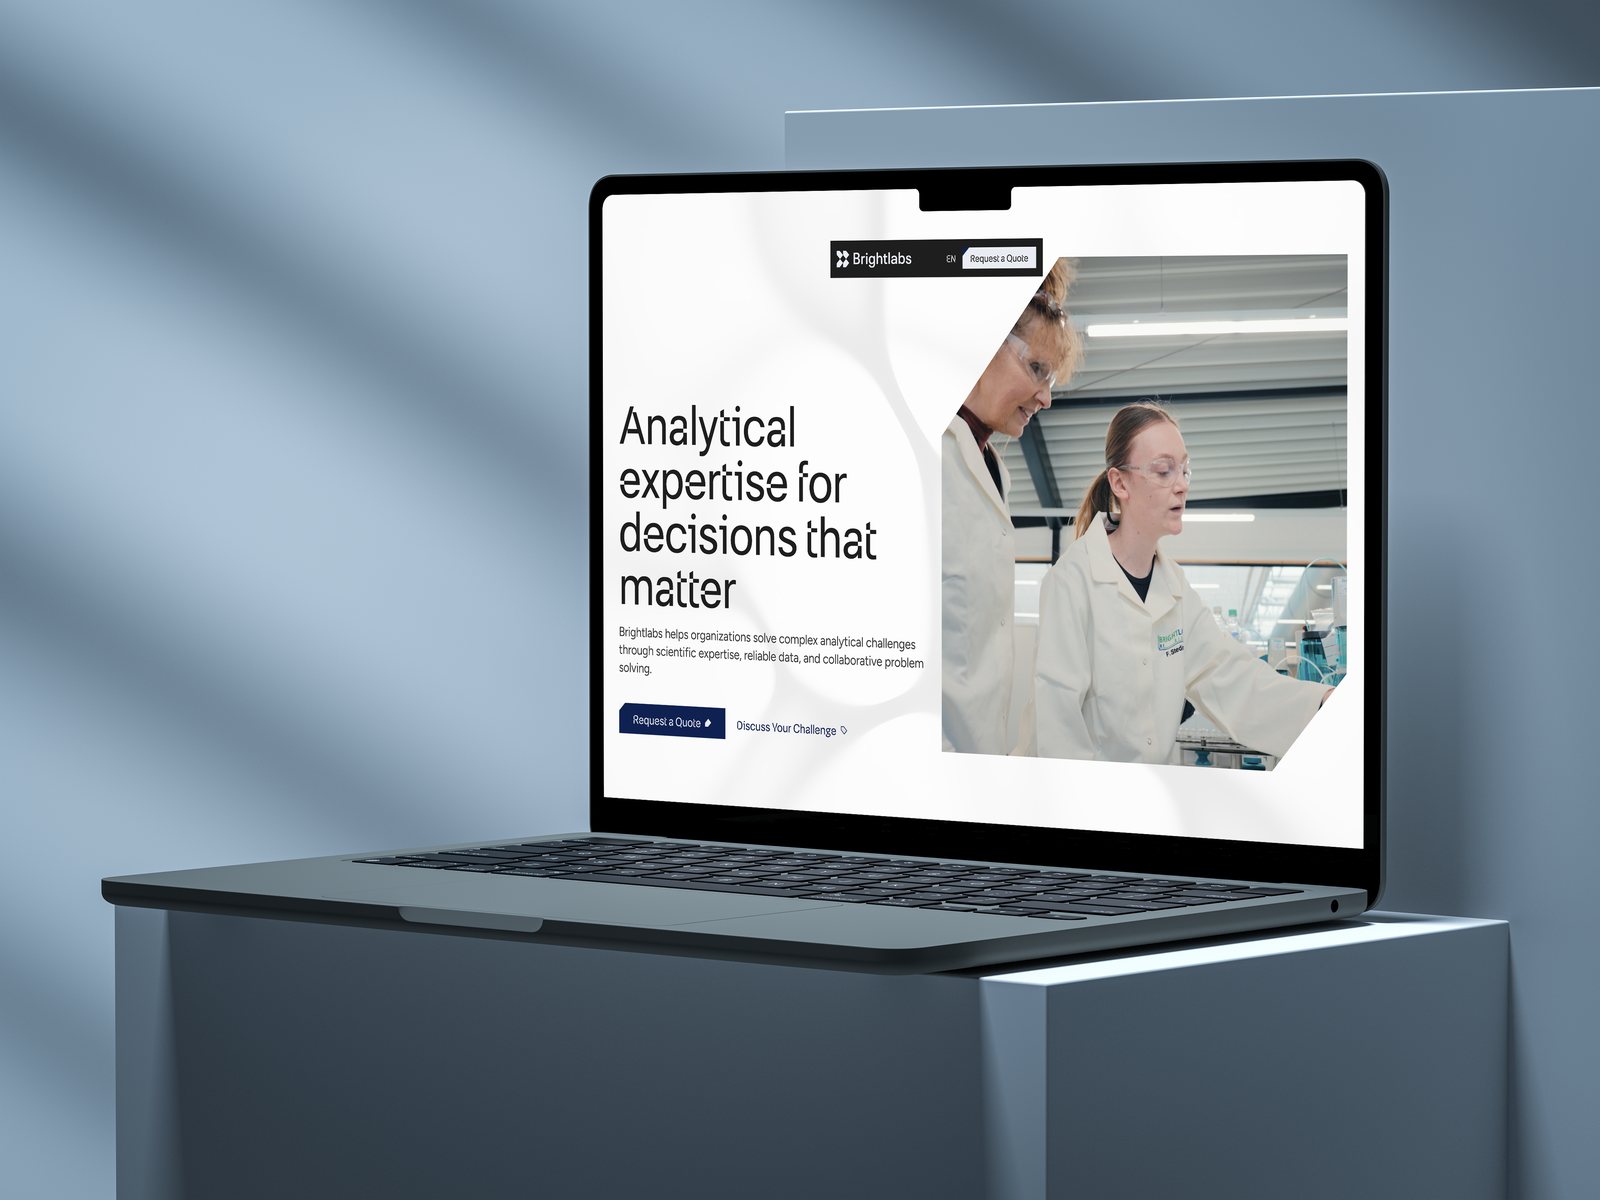 Brightlabs EN Request a Quote
Analytical
expertise for
decisions that
matter
Brightlabs helps organizations solve complex analytical challenges
through scientific expertise, reliable data, and collaborative problem
solving.
Request a Quote Discuss Your Challenge